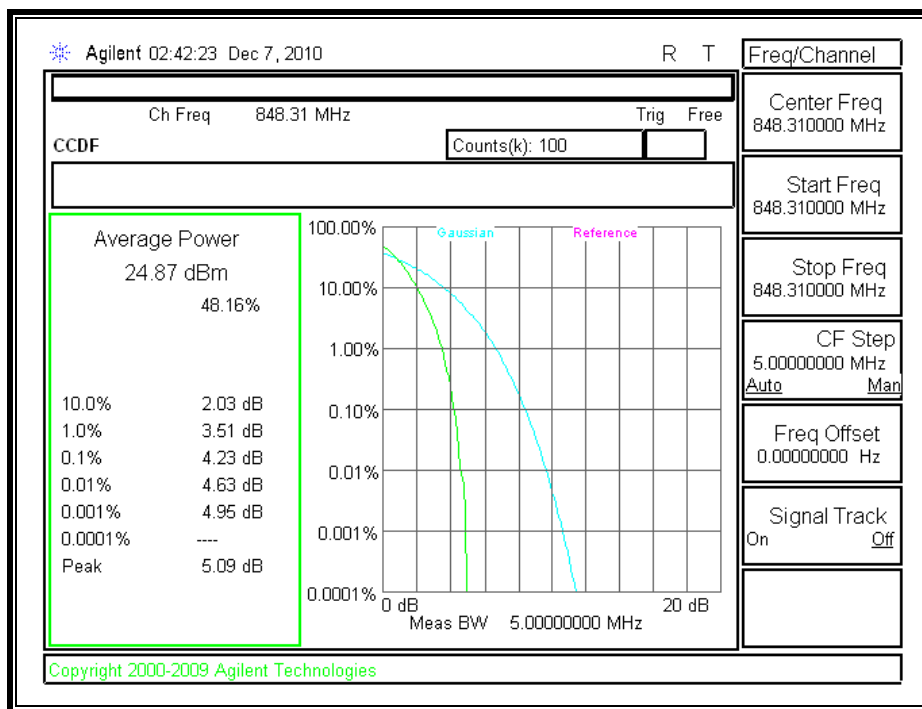 Agilent 02:42:23 Dec 7, 2010 R T
Ch Freq 848.31 MHz Trig Free
CCDF Counts(k): 100
Average Power
24.87 dBm
48.16%
10.0% 2.03 dB
1.0% 3.51 dB
0.1% 4.23 dB
0.01% 4.63 dB
0.001% 4.95 dB
0.0001% ----
Peak 5.09 dB
Gaussian Reference
100.00%
10.00%
1.00%
0.10%
0.01%
0.001%
0.0001%
0 dB 20 dB
Meas BW 5.00000000 MHz
Freq/Channel
Center Freq
848.310000 MHz
Start Freq
848.310000 MHz
Stop Freq
848.310000 MHz
CF Step
5.00000000 MHz
Auto Man
Freq Offset
0.00000000 Hz
Signal Track
On Off
Copyright 2000-2009 Agilent Technologies